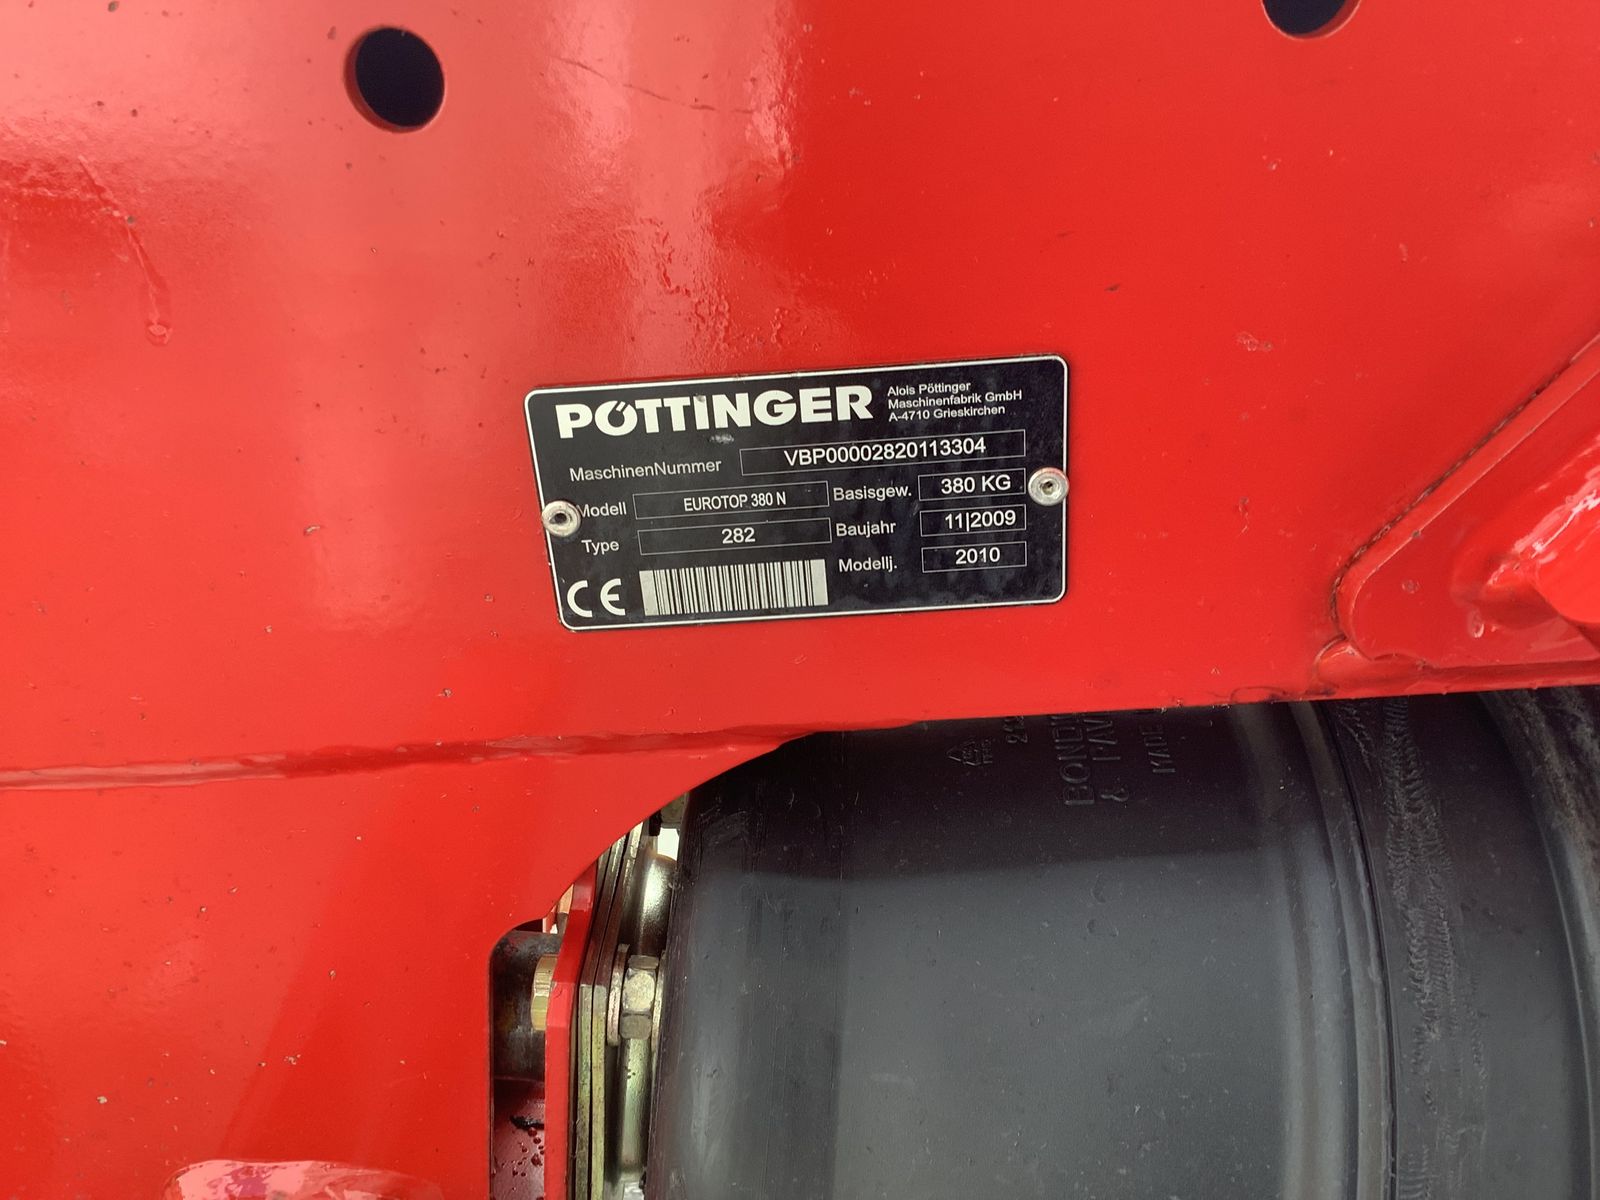 PÖTTINGER
Alois Pöttinger
Maschinenfabrik GmbH
A-4710 Grieskirchen
MaschinenNummer VBP00002820113304
Modell EUROTOP 380 N Basisgew. 380 KG
Type 282 Baujahr 11|2009
Modellj. 2010
CE